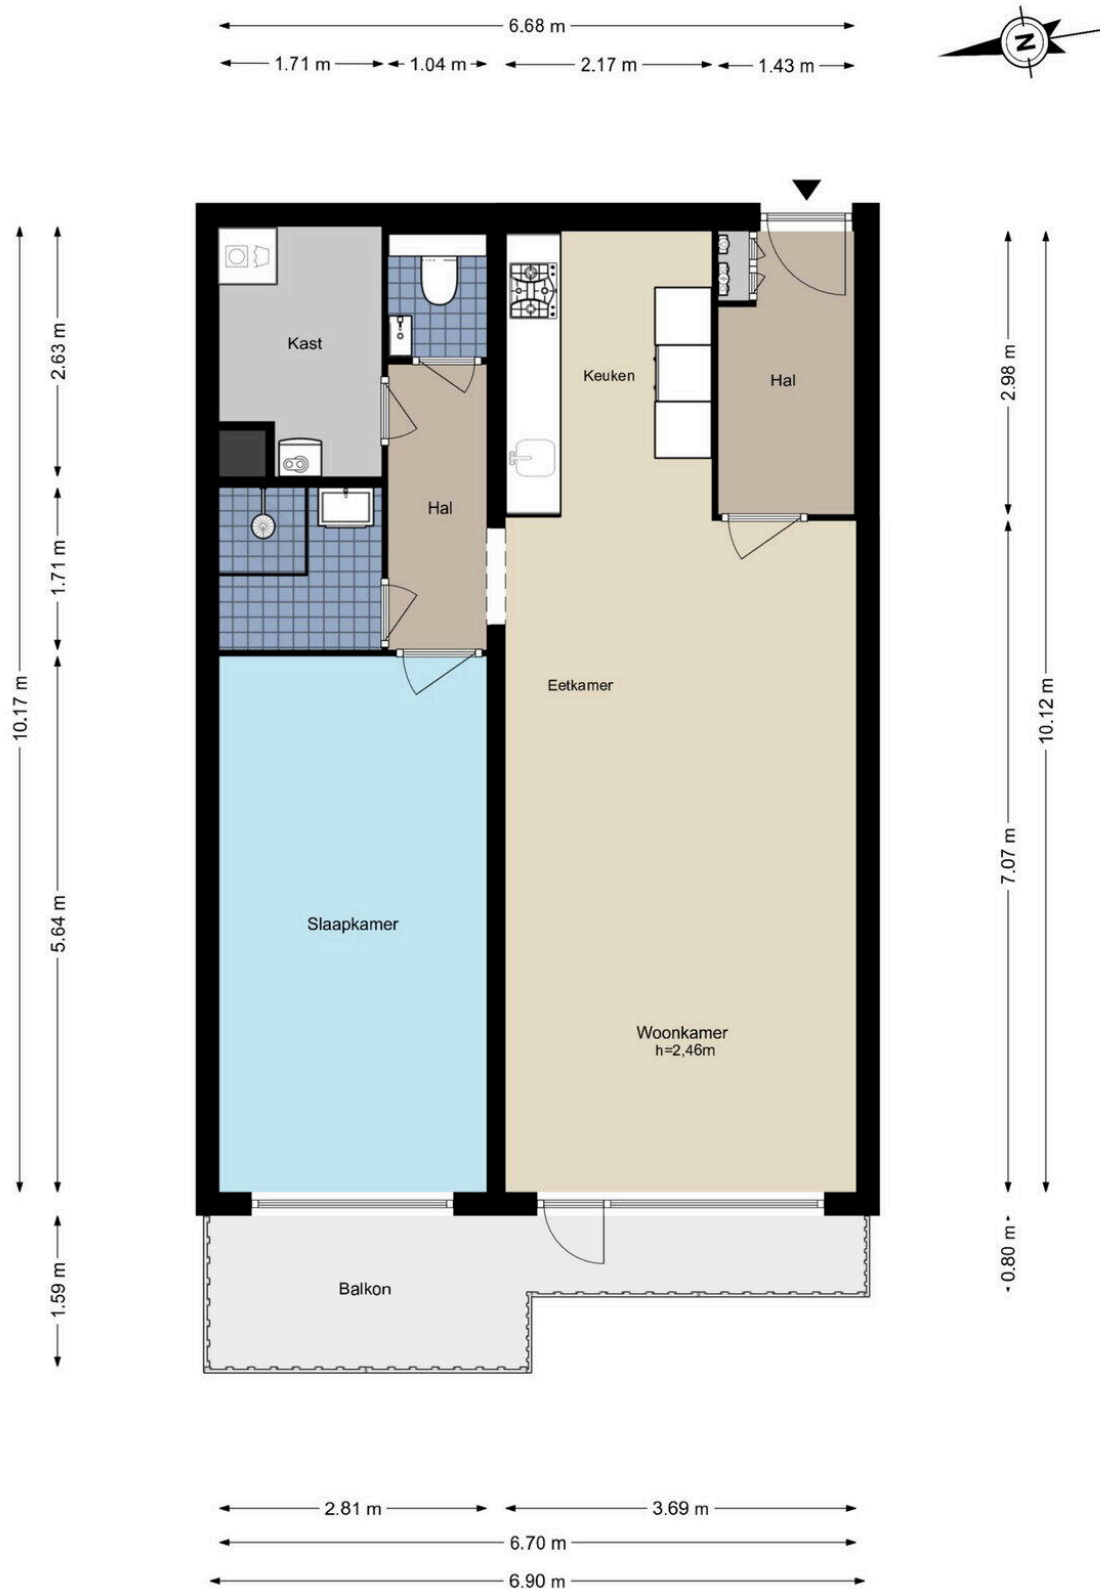 6.68 m
1.71 m
1.04 m
2.17 m
1.43 m
N
10.17 m
2.63 m
1.71 m
5.64 m
1.59 m
Kast
Keuken
Hal
Hal
Eetkamer
Slaapkamer
Woonkamer
h=2,46m
Balkon
2.98 m
7.07 m
0.80 m
10.12 m
2.81 m
3.69 m
6.70 m
6.90 m